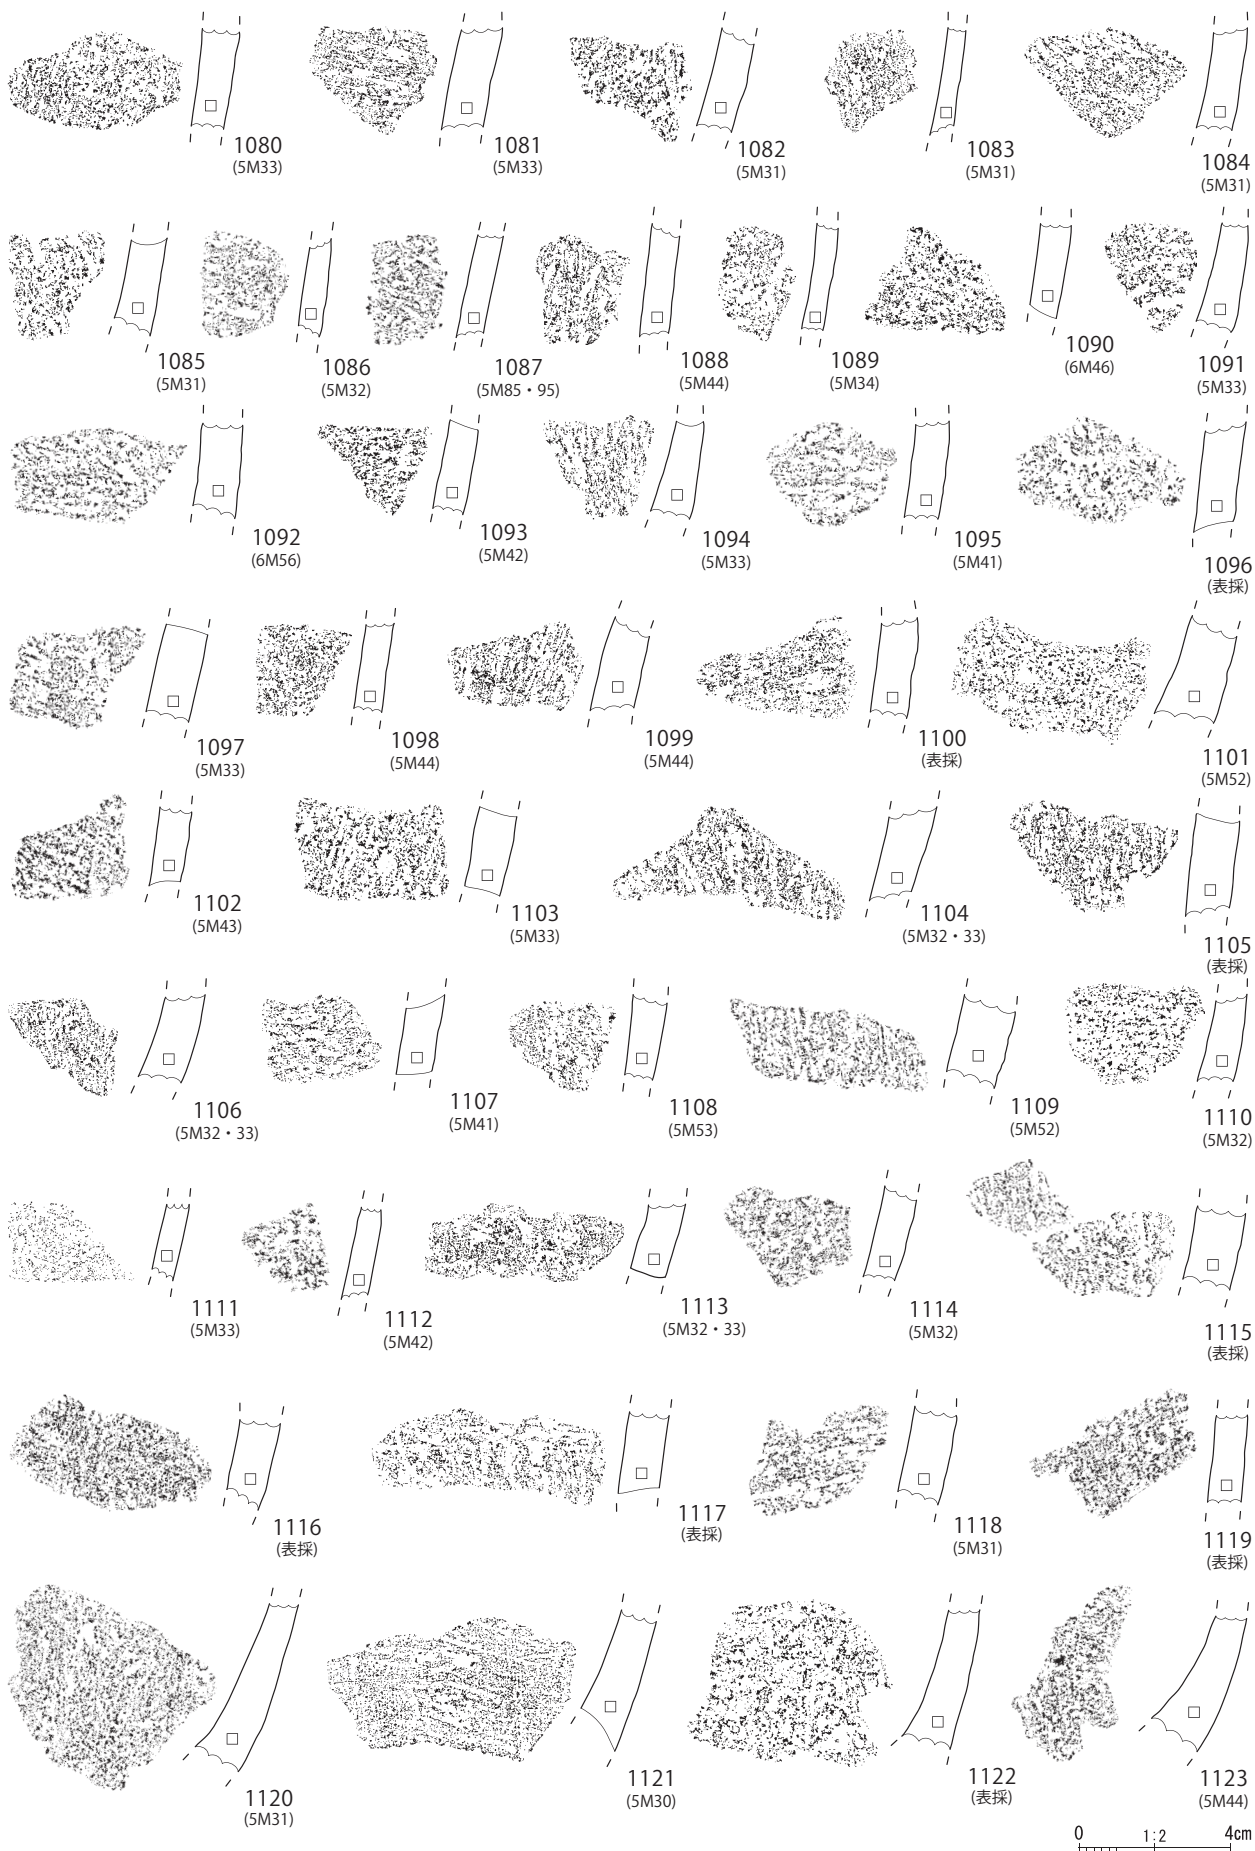 1080
(5M33)
1081
(5M33)
1082
(5M31)
1083
(5M31)
1084
(5M31)
1085
(5M31)
1086
(5M32)
1087
(5M85・95)
1088
(5M44)
1089
(5M34)
1090
(6M46)
1091
(5M33)
1092
(6M56)
1093
(5M42)
1094
(5M33)
1095
(5M41)
1096
(表採)
1097
(5M33)
1098
(5M44)
1099
(5M44)
1100
(表採)
1101
(5M52)
1102
(5M43)
1103
(5M33)
1104
(5M32・33)
1105
(表採)
1106
(5M32・33)
1107
(5M41)
1108
(5M53)
1109
(5M52)
1110
(5M32)
1111
(5M33)
1112
(5M42)
1113
(5M32・33)
1114
(5M32)
1115
(表採)
1116
(表採)
1117
(表採)
1118
(5M31)
1119
(表採)
1120
(5M31)
1121
(5M30)
1122
(表採)
1123
(5M44)
0 1:2 4cm